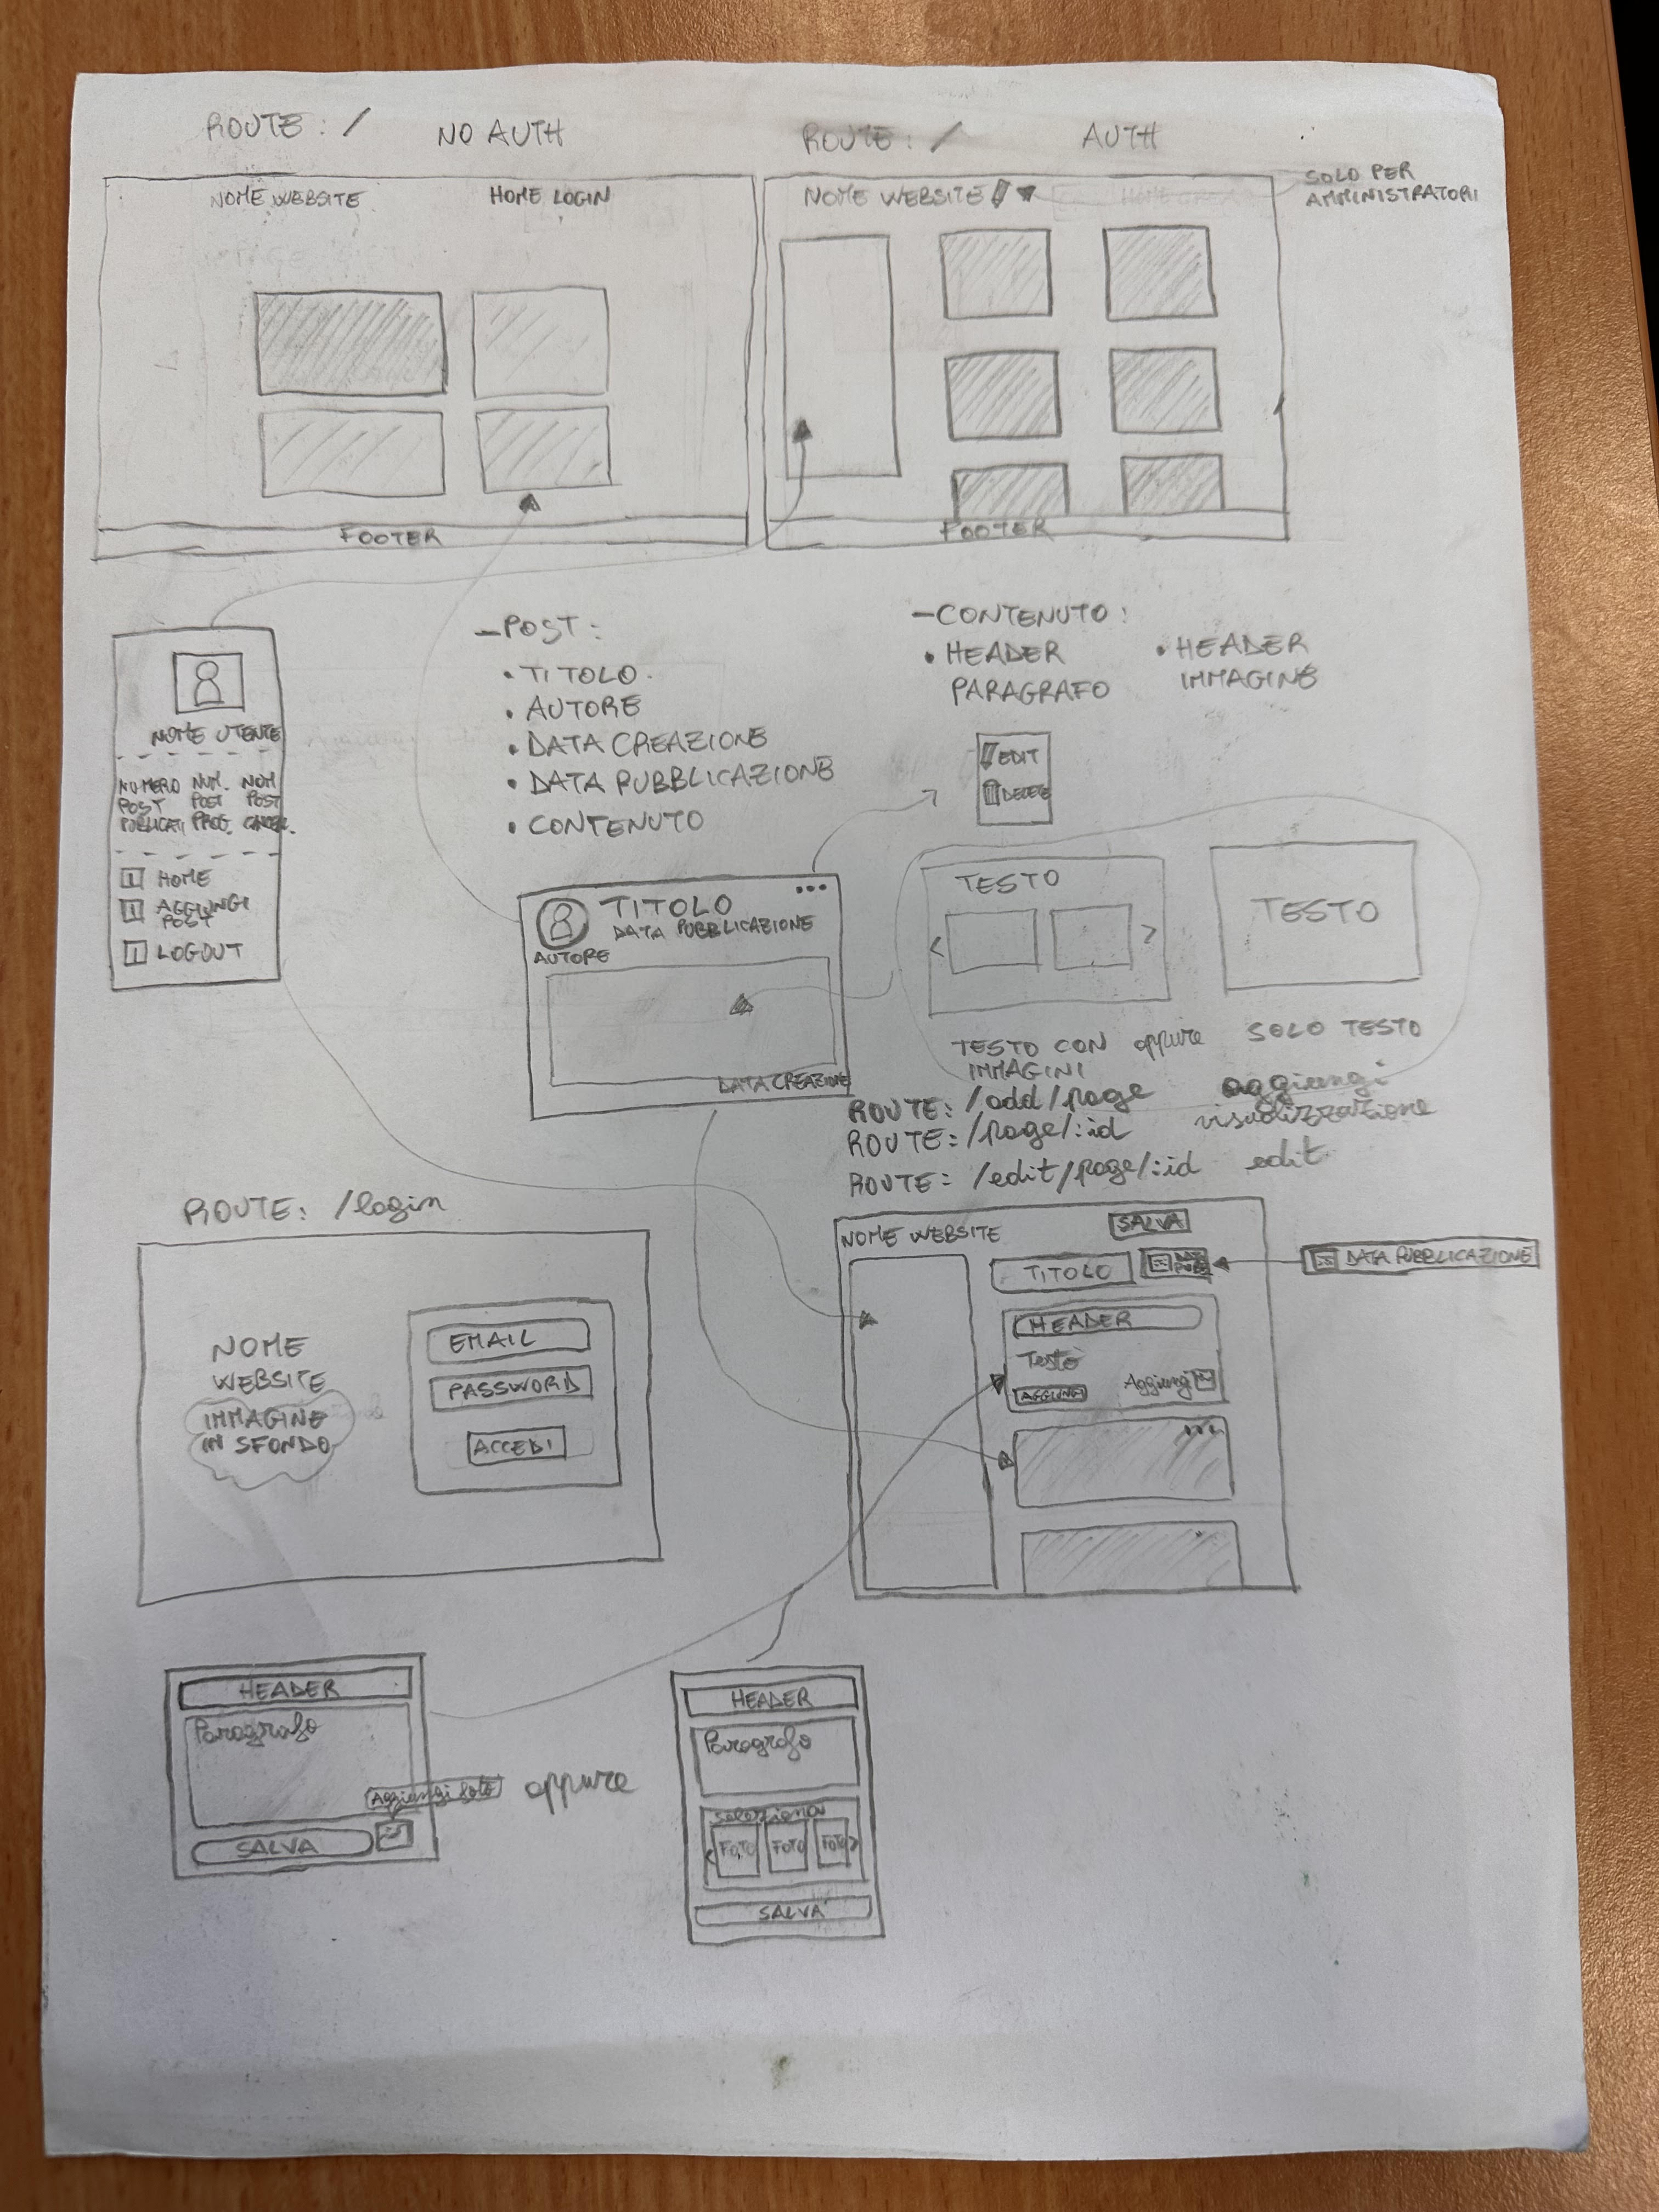 ROUTE: /
NO AUTH
NOME WEBSITE
HOME LOGIN
FOOTER
ROUTE: /
AUTH
SOLO PER
AMMINISTRATORI
NOME WEBSITE
FOOTER
NOME UTENTE
NUMERO NUM. NUM
POST POST POST
PUBLICATI PROG. CANCEL.
HOME
AGGIUNGI
POST
LOGOUT
- POST:
• TITOLO.
• AUTORE
• DATA CREAZIONE
• DATA PUBBLICAZIONE
• CONTENUTO
- CONTENUTO:
• HEADER
PARAGRAFO
• HEADER
IMMAGINE
EDIT
DELETE
...
TITOLO
DATA PUBBLICAZIONE
AUTORE
DATA CREAZIONE
TESTO
< >
TESTO
TESTO CON oppure SOLO TESTO
IMMAGINI
ROUTE: /add/page aggiungi
ROUTE: /page/:id visualizzazione
ROUTE: /edit/page/:id edit
ROUTE: /login
NOME
WEBSITE
IMMAGINE
IN SFONDO
EMAIL
PASSWORD
ACCEDI
NOME WEBSITE
SALVA
TITOLO
DATA PUBBLICAZIONE
HEADER
Testo
AGGIUNGI
Aggiungi
...
HEADER
Paragrafo
Aggiungi foto
SALVA
oppure
HEADER
Paragrafo
seleziona
< FOTO FOTO FOTO >
SALVA